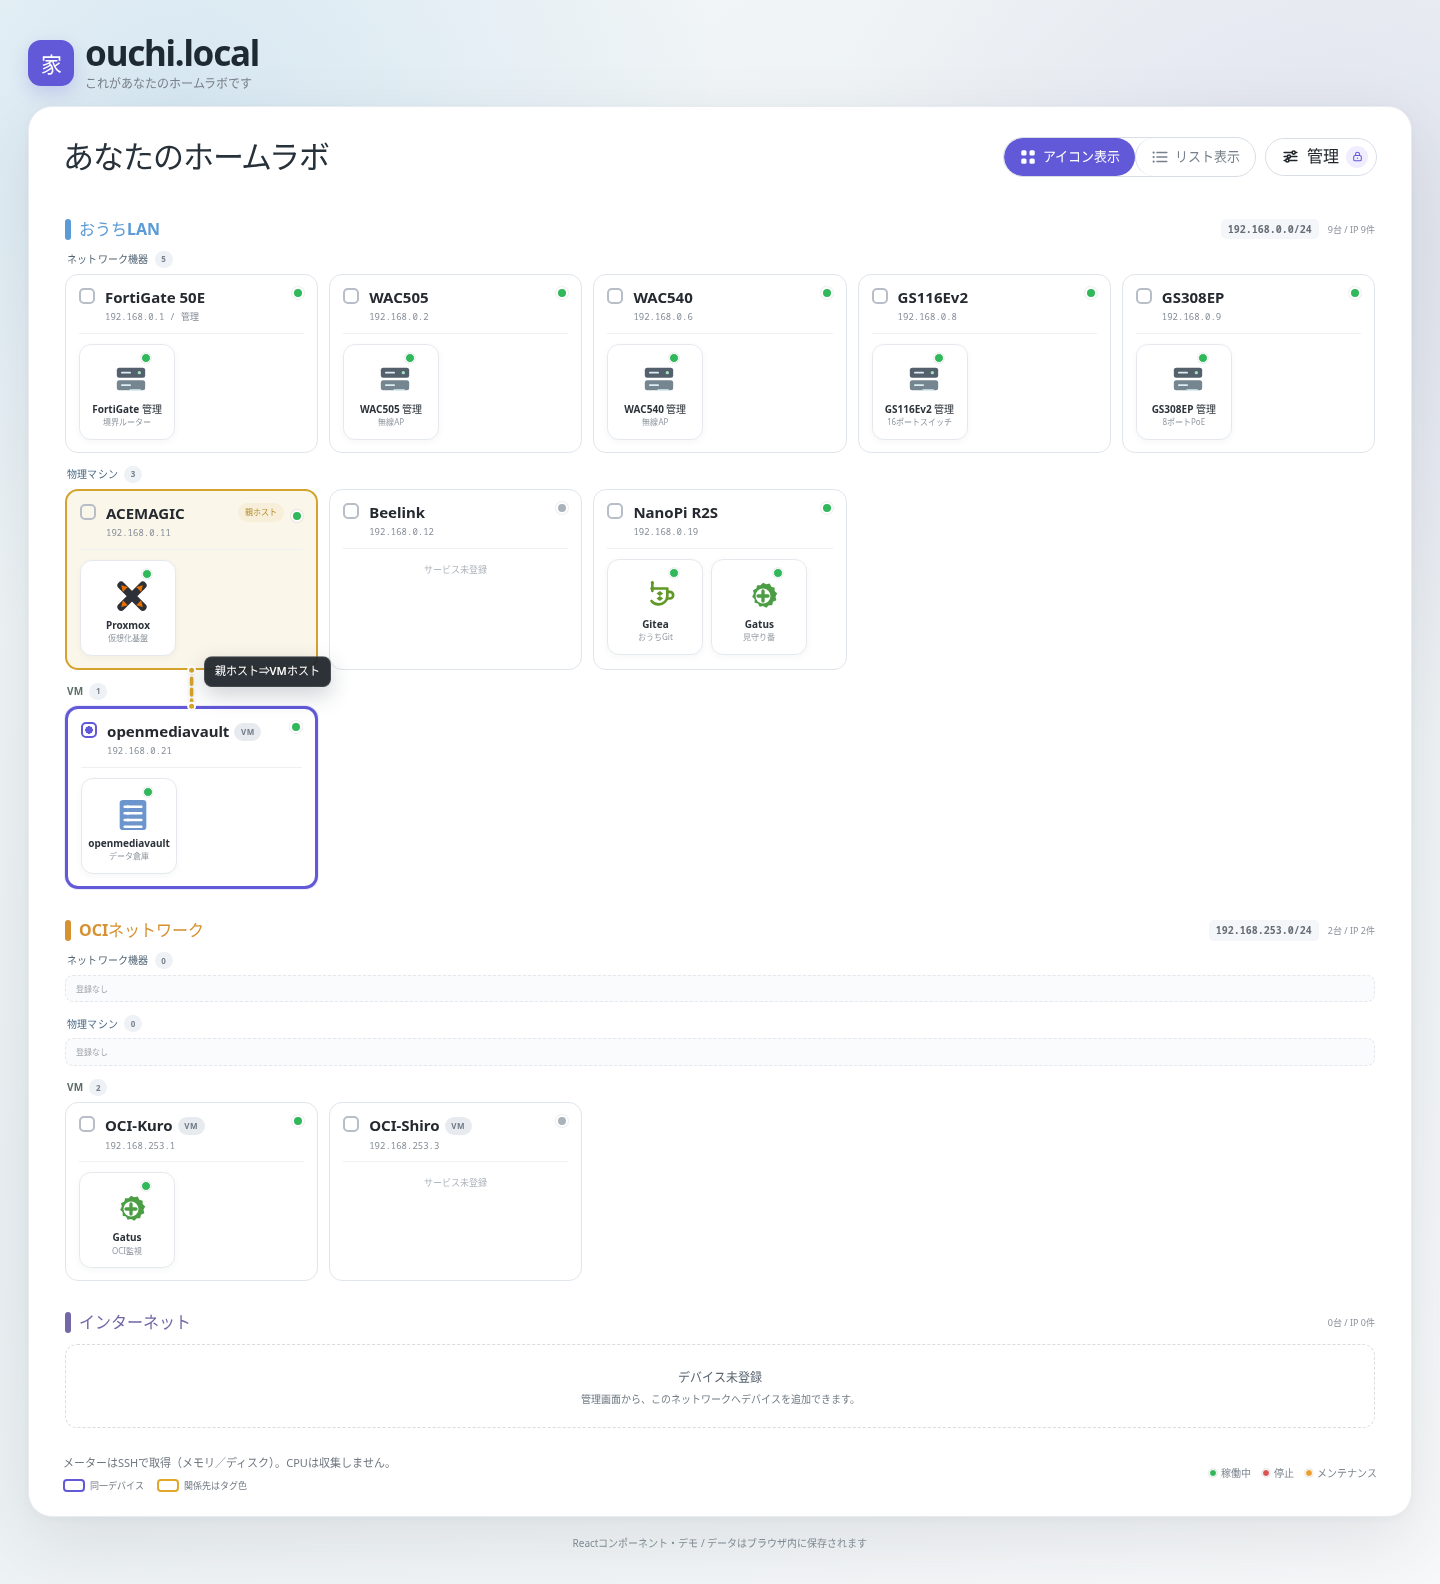 家
ouchi.local
これがあなたのホームラボです
あなたのホームラボ
アイコン表示
リスト表示
管理
おうちLAN
192.168.0.0/24
9台 / IP 9件
ネットワーク機器 5
FortiGate 50E
192.168.0.1 / 管理
FortiGate 管理
境界ルーター
WAC505
192.168.0.2
WAC505 管理
無線AP
WAC540
192.168.0.6
WAC540 管理
無線AP
GS116Ev2
192.168.0.8
GS116Ev2 管理
16ポートスイッチ
GS308EP
192.168.0.9
GS308EP 管理
8ポートPoE
物理マシン 3
ACEMAGIC
親ホスト
192.168.0.11
Proxmox
仮想化基盤
Beelink
192.168.0.12
サービス未登録
NanoPi R2S
192.168.0.19
Gitea
おうちGit
Gatus
見守り番
親ホスト⇒VMホスト
VM 1
openmediavault VM
192.168.0.21
openmediavault
データ倉庫
OCIネットワーク
192.168.253.0/24
2台 / IP 2件
ネットワーク機器 0
登録なし
物理マシン 0
登録なし
VM 2
OCI-Kuro VM
192.168.253.1
Gatus
OCI監視
OCI-Shiro VM
192.168.253.3
サービス未登録
インターネット
0台 / IP 0件
デバイス未登録
管理画面から、このネットワークへデバイスを追加できます。
メーターはSSHで取得（メモリ／ディスク）。CPUは収集しません。
同一デバイス
関係先はタグ色
稼働中
停止
メンテナンス
Reactコンポーネント・デモ / データはブラウザ内に保存されます